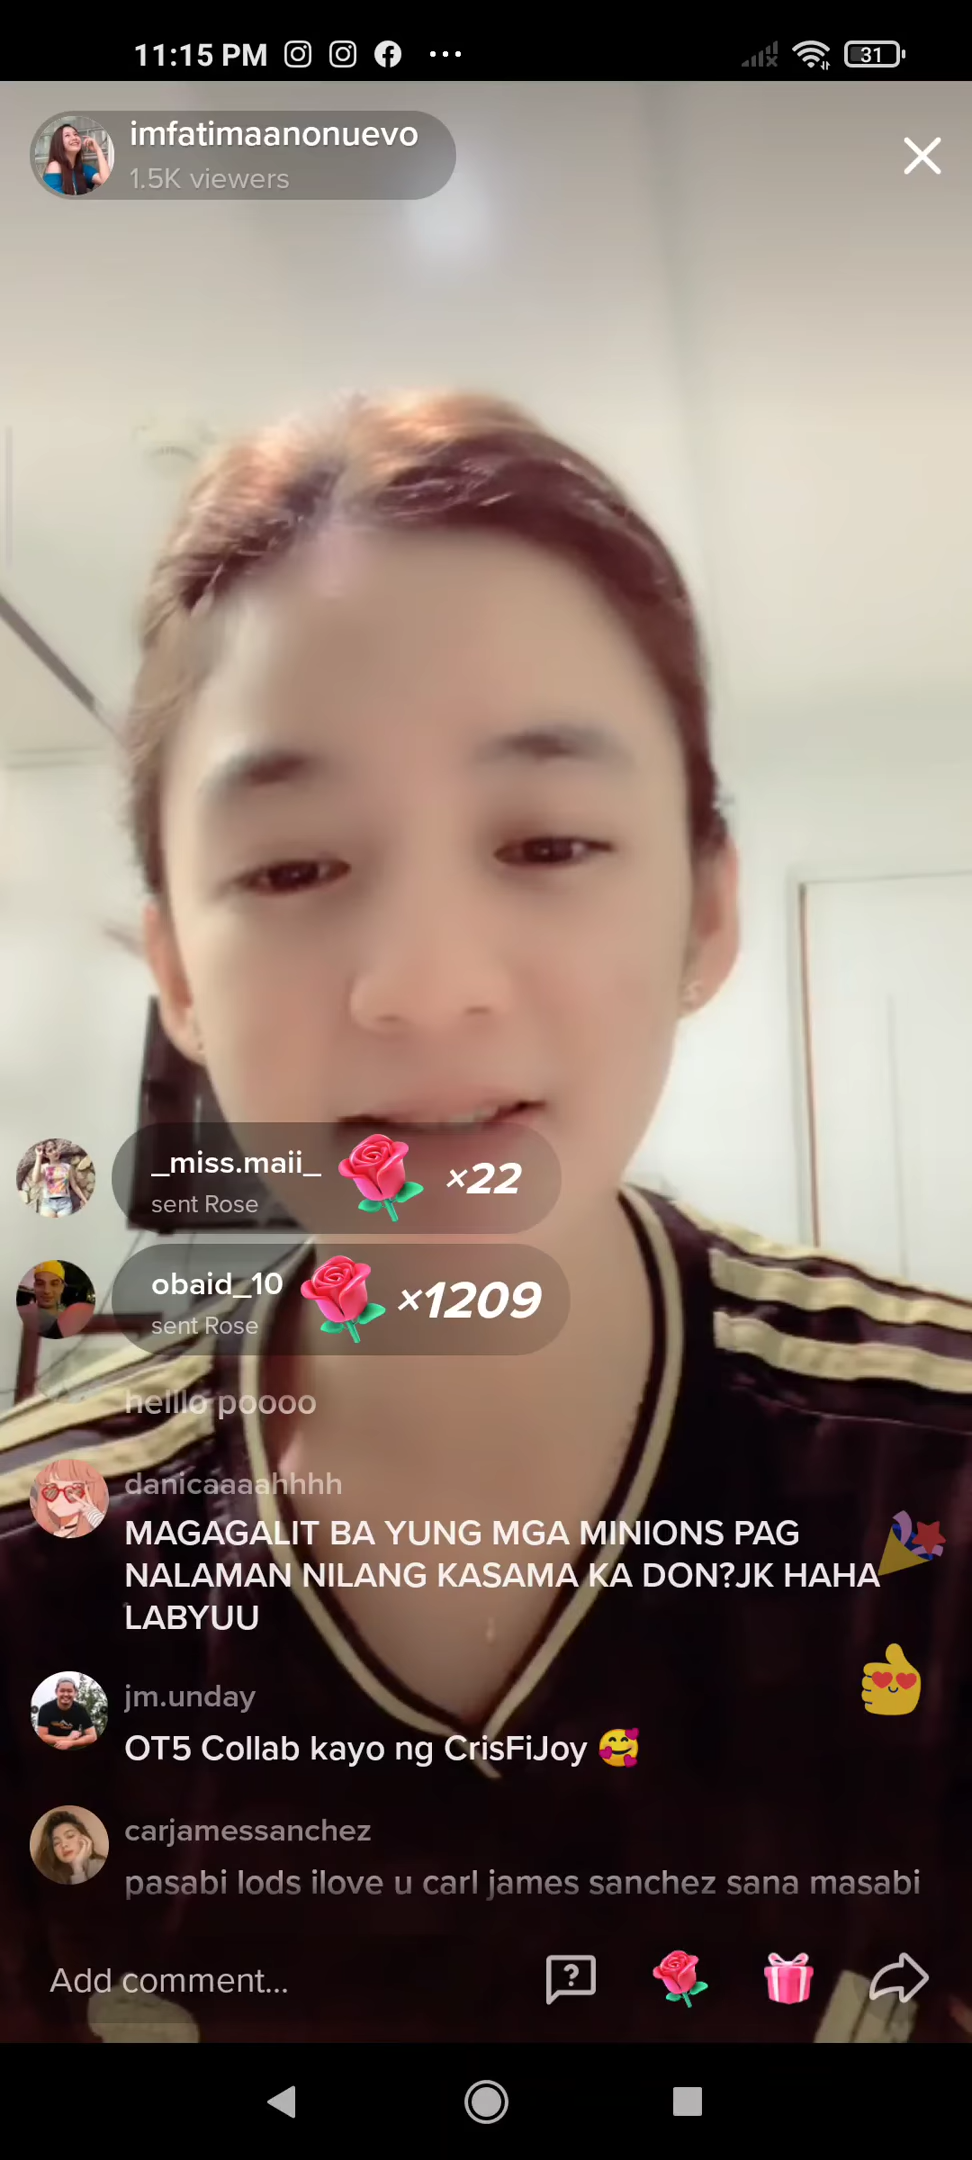 11:15 PM
31
imfatimaanonuevo
1.5K viewers
_miss.maii_
sent Rose
×22
obaid_10
sent Rose
×1209
helllo poooo
danicaaaahhhh
MAGAGALIT BA YUNG MGA MINIONS PAG
NALAMAN NILANG KASAMA KA DON?JK HAHA
LABYUU
jm.unday
OT5 Collab kayo ng CrisFiJoy 🥰
carjamessanchez
pasabi lods ilove u carl james sanchez sana masabi
Add comment...